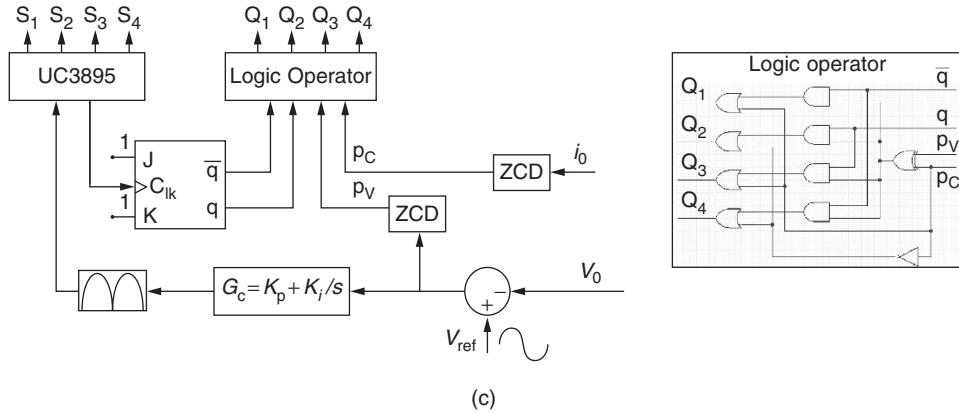 S1 S2 S3 S4
Q1 Q2 Q3 Q4
UC3895
Logic Operator
1
J
Clk
1
K
q̅
q
pC
pV
ZCD
i0
ZCD
Gc = Kp + Ki/s
+
−
V0
Vref
Logic operator
Q1
Q2
Q3
Q4
q̅
q
pV
pC
(c)